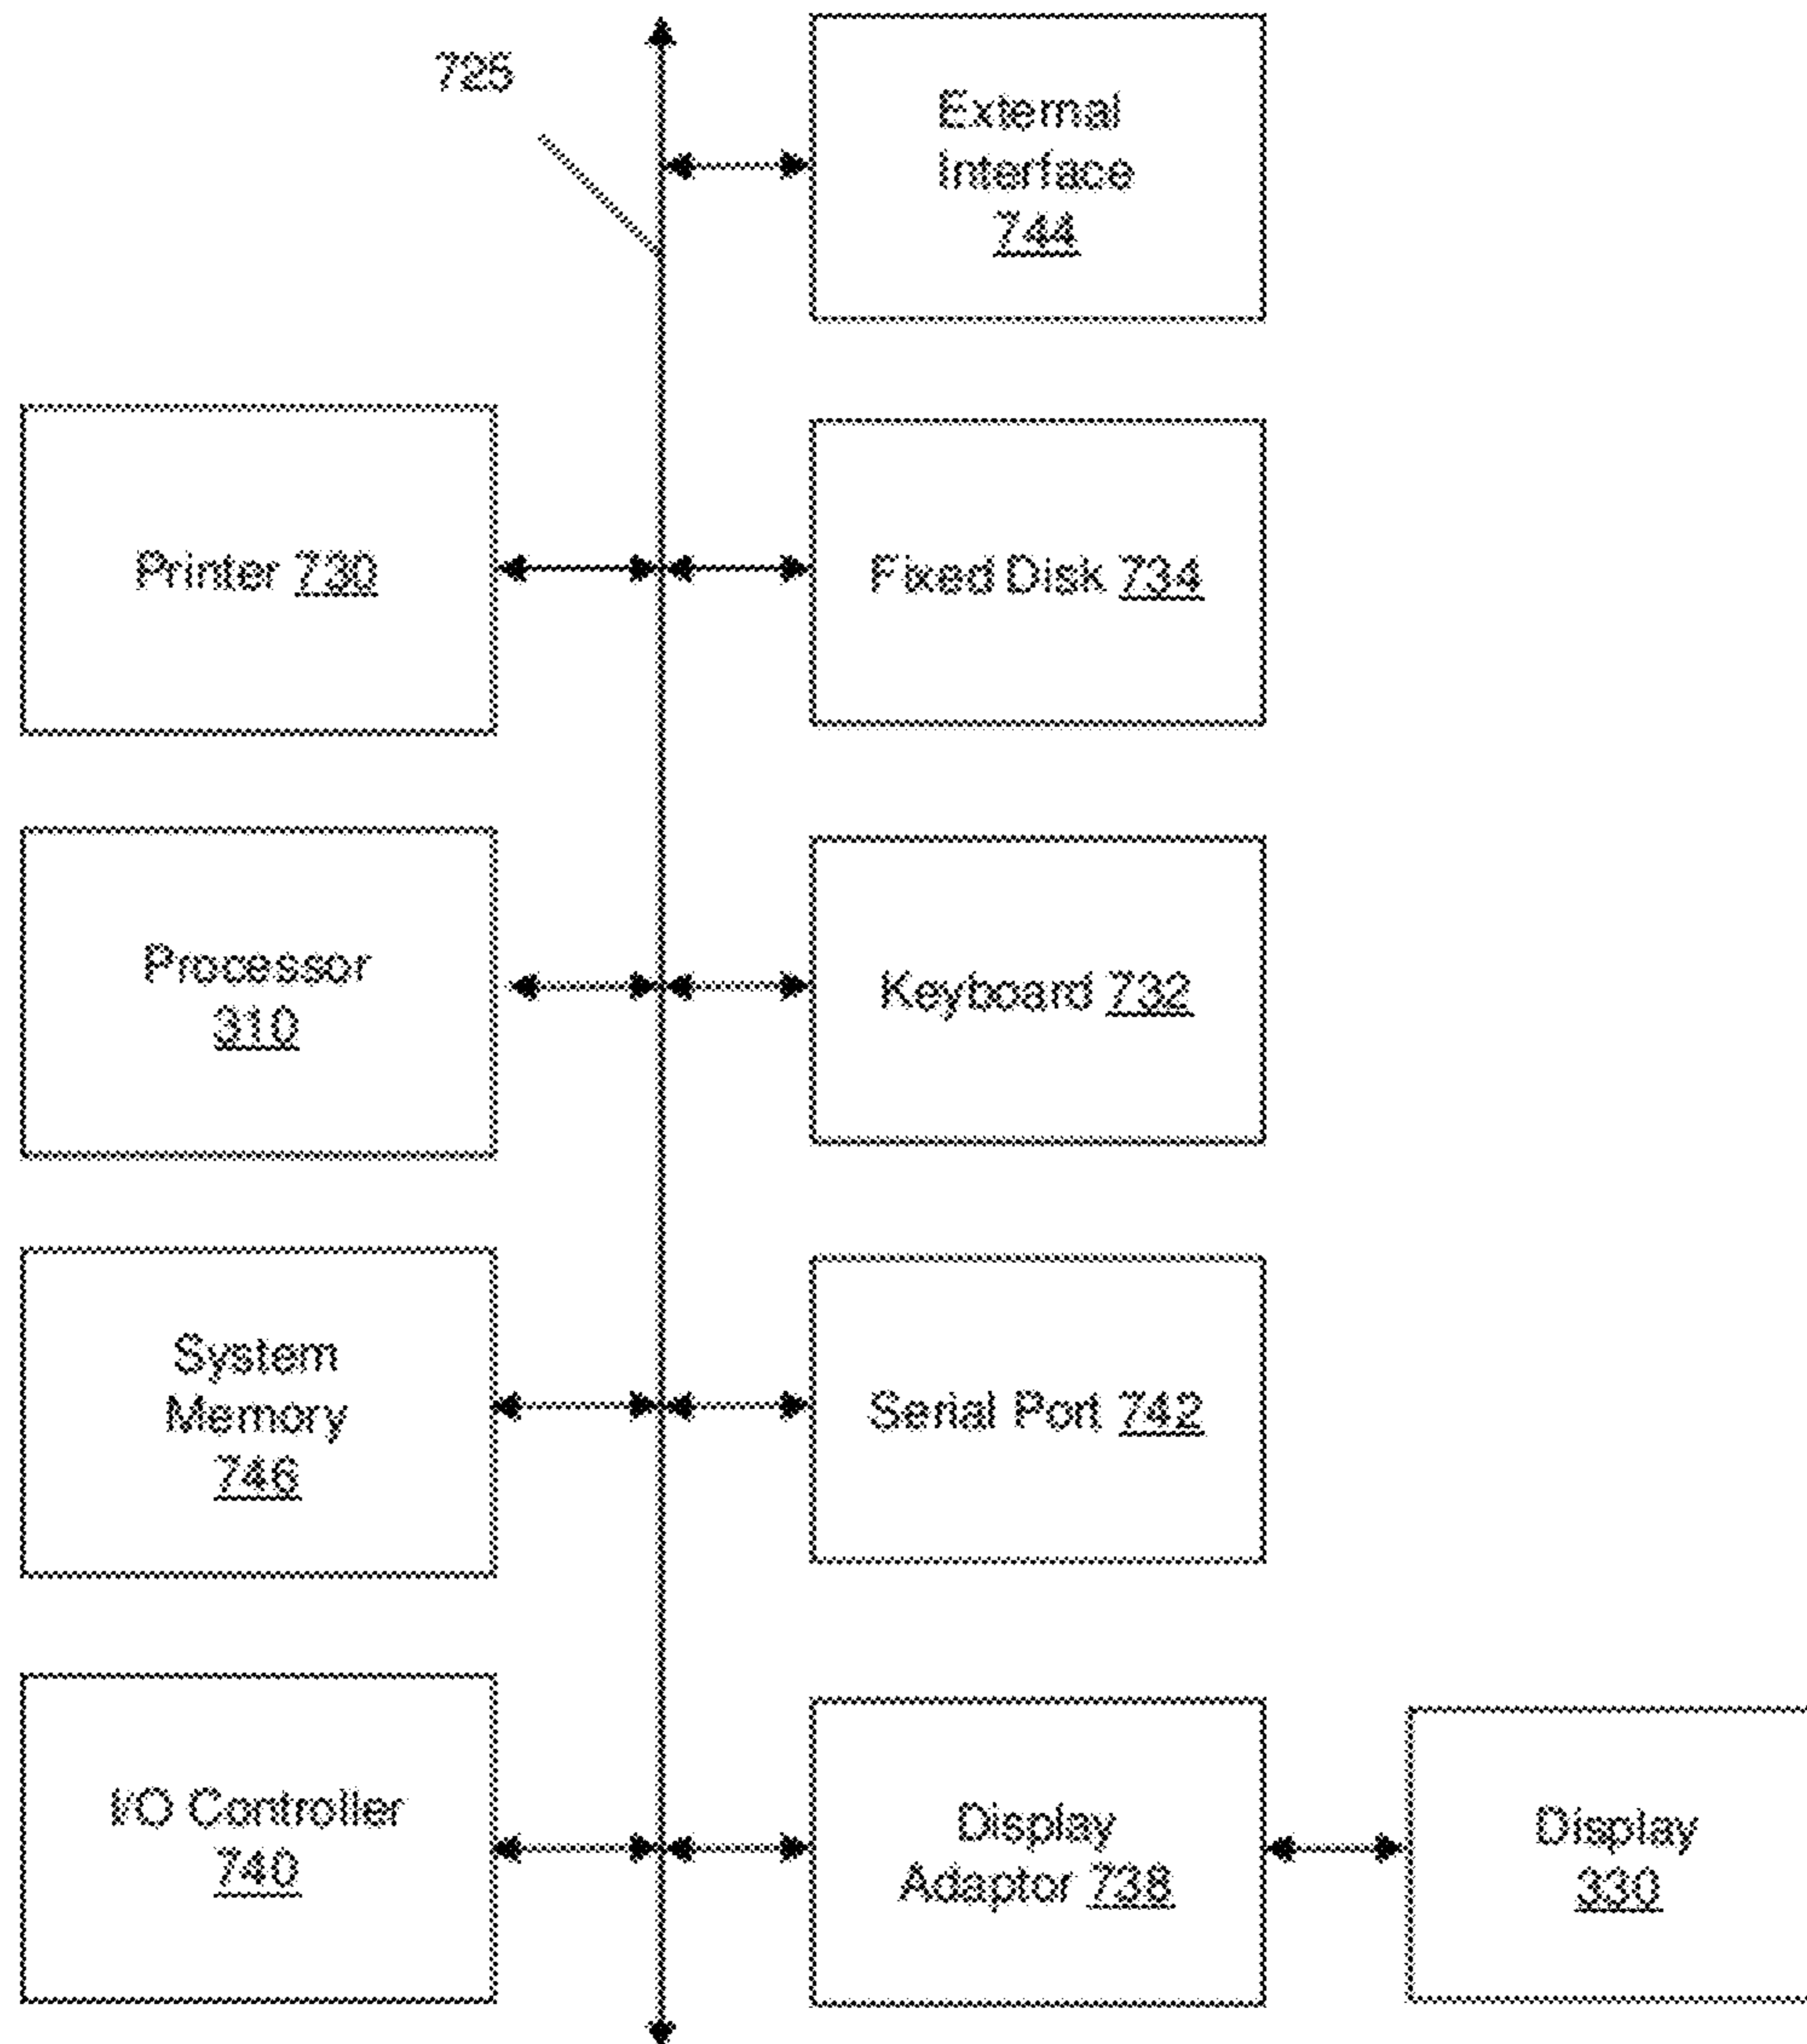 725
External
Interface
744
Printer 730
Fixed Disk 734
Processor
310
Keyboard 732
System
Memory
746
Serial Port 742
I/O Controller
740
Display
Adaptor 738
Display
330